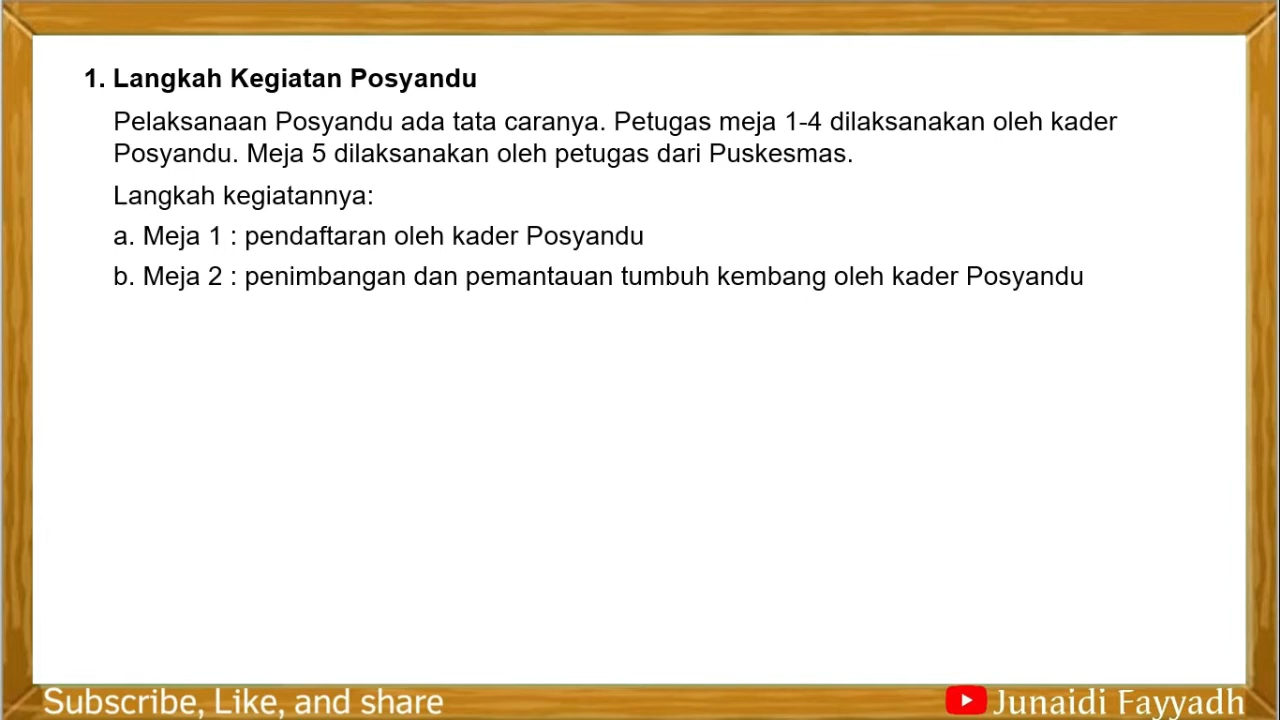 1. Langkah Kegiatan Posyandu
Pelaksanaan Posyandu ada tata caranya. Petugas meja 1-4 dilaksanakan oleh kader
Posyandu. Meja 5 dilaksanakan oleh petugas dari Puskesmas.
Langkah kegiatannya:
a. Meja 1 : pendaftaran oleh kader Posyandu
b. Meja 2 : penimbangan dan pemantauan tumbuh kembang oleh kader Posyandu
Subscribe, Like, and share
Junaidi Fayyadh